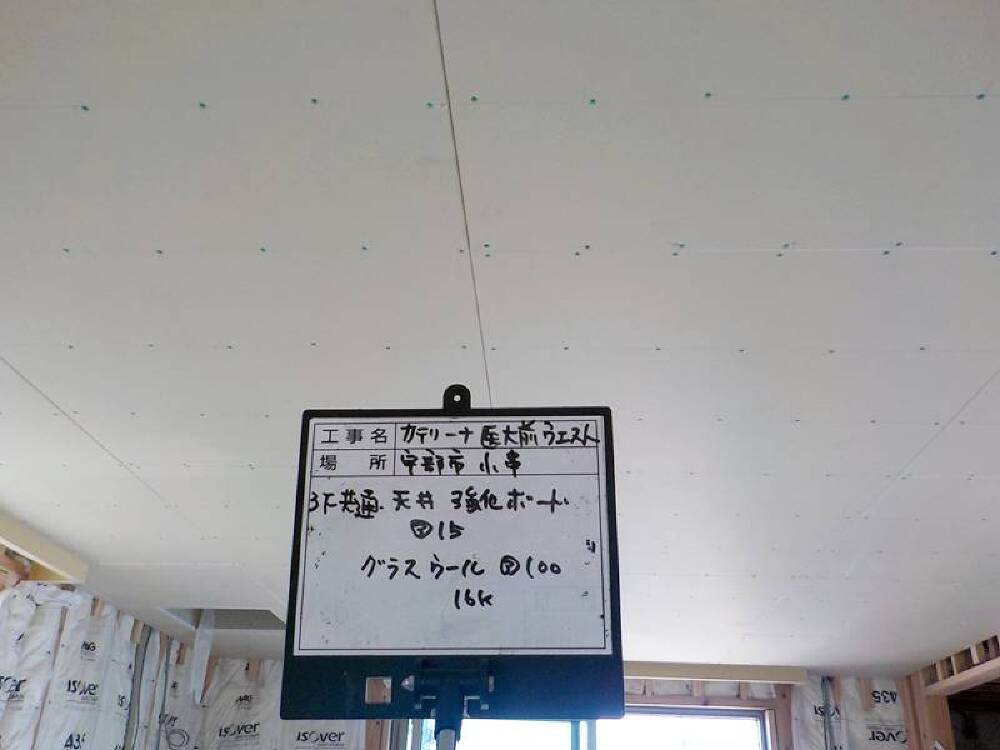 工事名 カテリーナ 医大前ウエスト
場所 宇部市 小串
3F共通 天井 強化ボード
⑦15
グラスウール ⑦100
16K
isover
isover
isover
isover